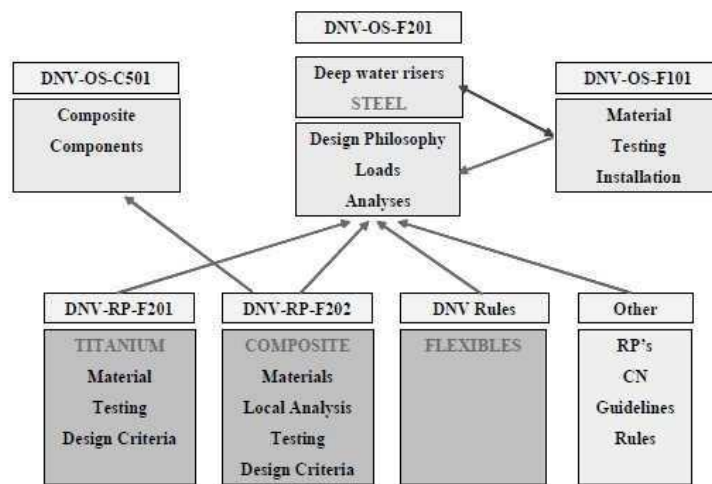 DNV-OS-F201
Deep water risers
STEEL
Design Philosophy
Loads
Analyses
DNV-OS-C501
Composite
Components
DNV-OS-F101
Material
Testing
Installation
DNV-RP-F201
TITANIUM
Material
Testing
Design Criteria
DNV-RP-F202
COMPOSITE
Materials
Local Analysis
Testing
Design Criteria
DNV Rules
FLEXIBLES
Other
RP's
CN
Guidelines
Rules